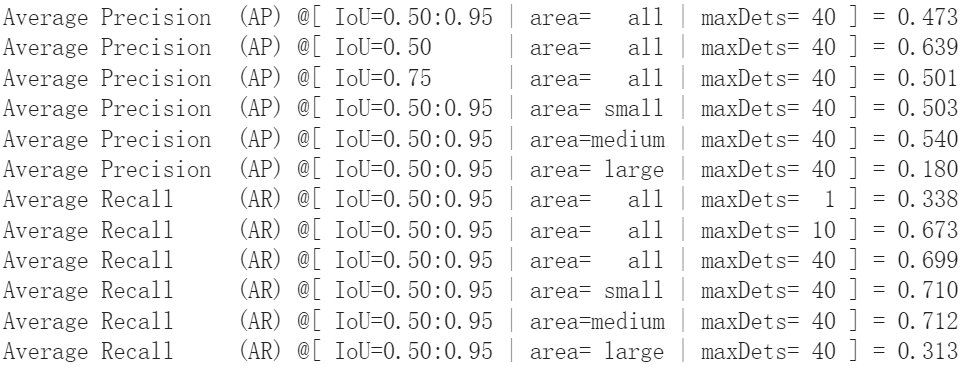 Average Precision  (AP) @[ IoU=0.50:0.95 | area=   all | maxDets= 40 ] = 0.473
Average Precision  (AP) @[ IoU=0.50      | area=   all | maxDets= 40 ] = 0.639
Average Precision  (AP) @[ IoU=0.75      | area=   all | maxDets= 40 ] = 0.501
Average Precision  (AP) @[ IoU=0.50:0.95 | area= small | maxDets= 40 ] = 0.503
Average Precision  (AP) @[ IoU=0.50:0.95 | area=medium | maxDets= 40 ] = 0.540
Average Precision  (AP) @[ IoU=0.50:0.95 | area= large | maxDets= 40 ] = 0.180
Average Recall     (AR) @[ IoU=0.50:0.95 | area=   all | maxDets=  1 ] = 0.338
Average Recall     (AR) @[ IoU=0.50:0.95 | area=   all | maxDets= 10 ] = 0.673
Average Recall     (AR) @[ IoU=0.50:0.95 | area=   all | maxDets= 40 ] = 0.699
Average Recall     (AR) @[ IoU=0.50:0.95 | area= small | maxDets= 40 ] = 0.710
Average Recall     (AR) @[ IoU=0.50:0.95 | area=medium | maxDets= 40 ] = 0.712
Average Recall     (AR) @[ IoU=0.50:0.95 | area= large | maxDets= 40 ] = 0.313